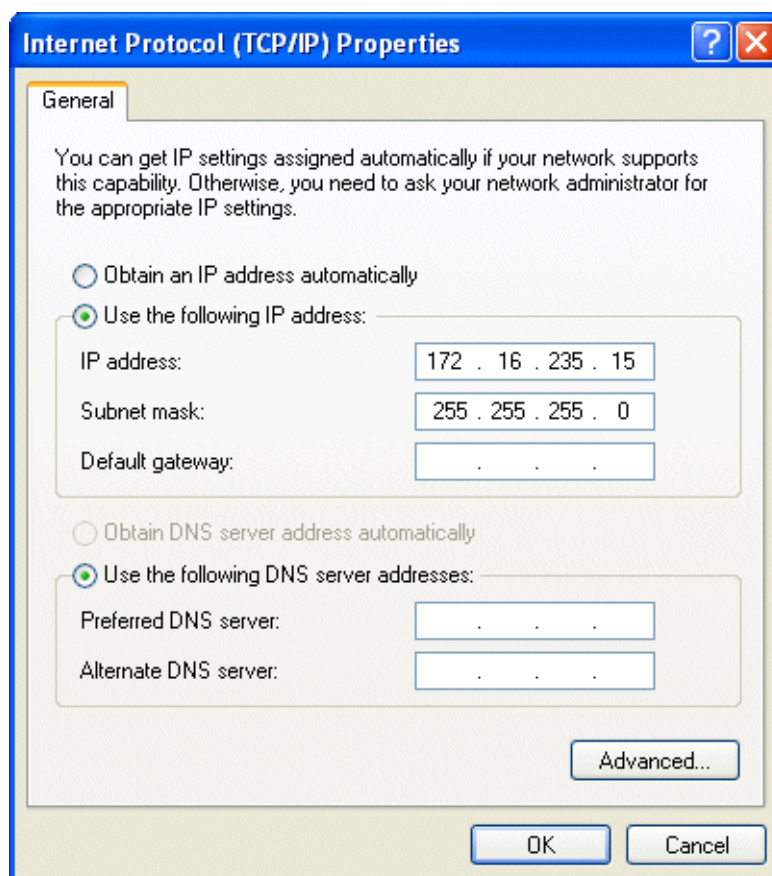 Internet Protocol (TCP/IP) Properties
General
You can get IP settings assigned automatically if your network supports
this capability. Otherwise, you need to ask your network administrator for
the appropriate IP settings.
Obtain an IP address automatically
Use the following IP address:
IP address: 172 . 16 . 235 . 15
Subnet mask: 255 . 255 . 255 . 0
Default gateway: . . .
Obtain DNS server address automatically
Use the following DNS server addresses:
Preferred DNS server: . . .
Alternate DNS server: . . .
Advanced...
OK Cancel